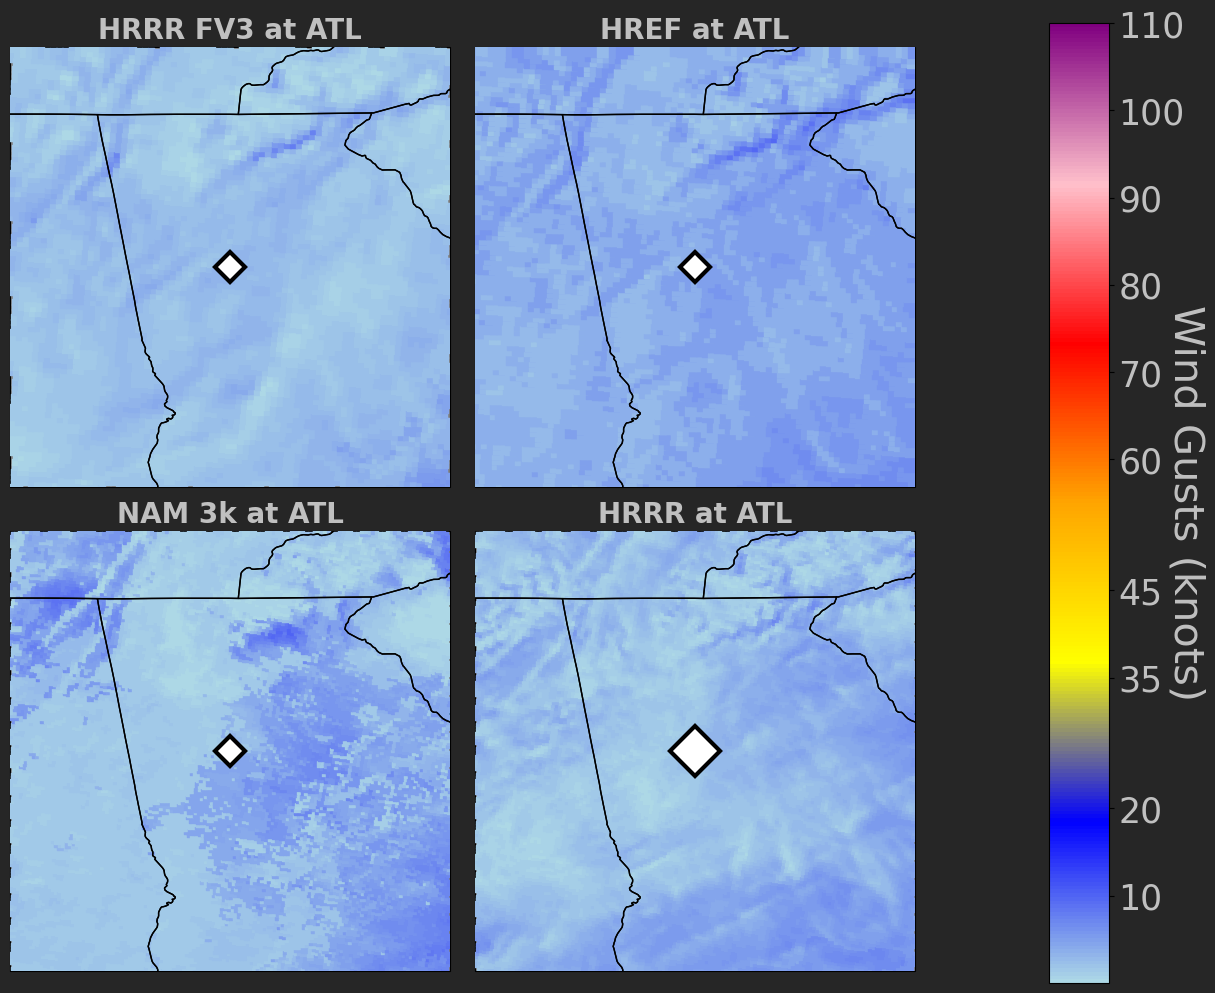 HRRR FV3 at ATL
HREF at ATL
NAM 3k at ATL
HRRR at ATL
110
100
90
80
70
60
45
35
20
10
Wind Gusts (knots)